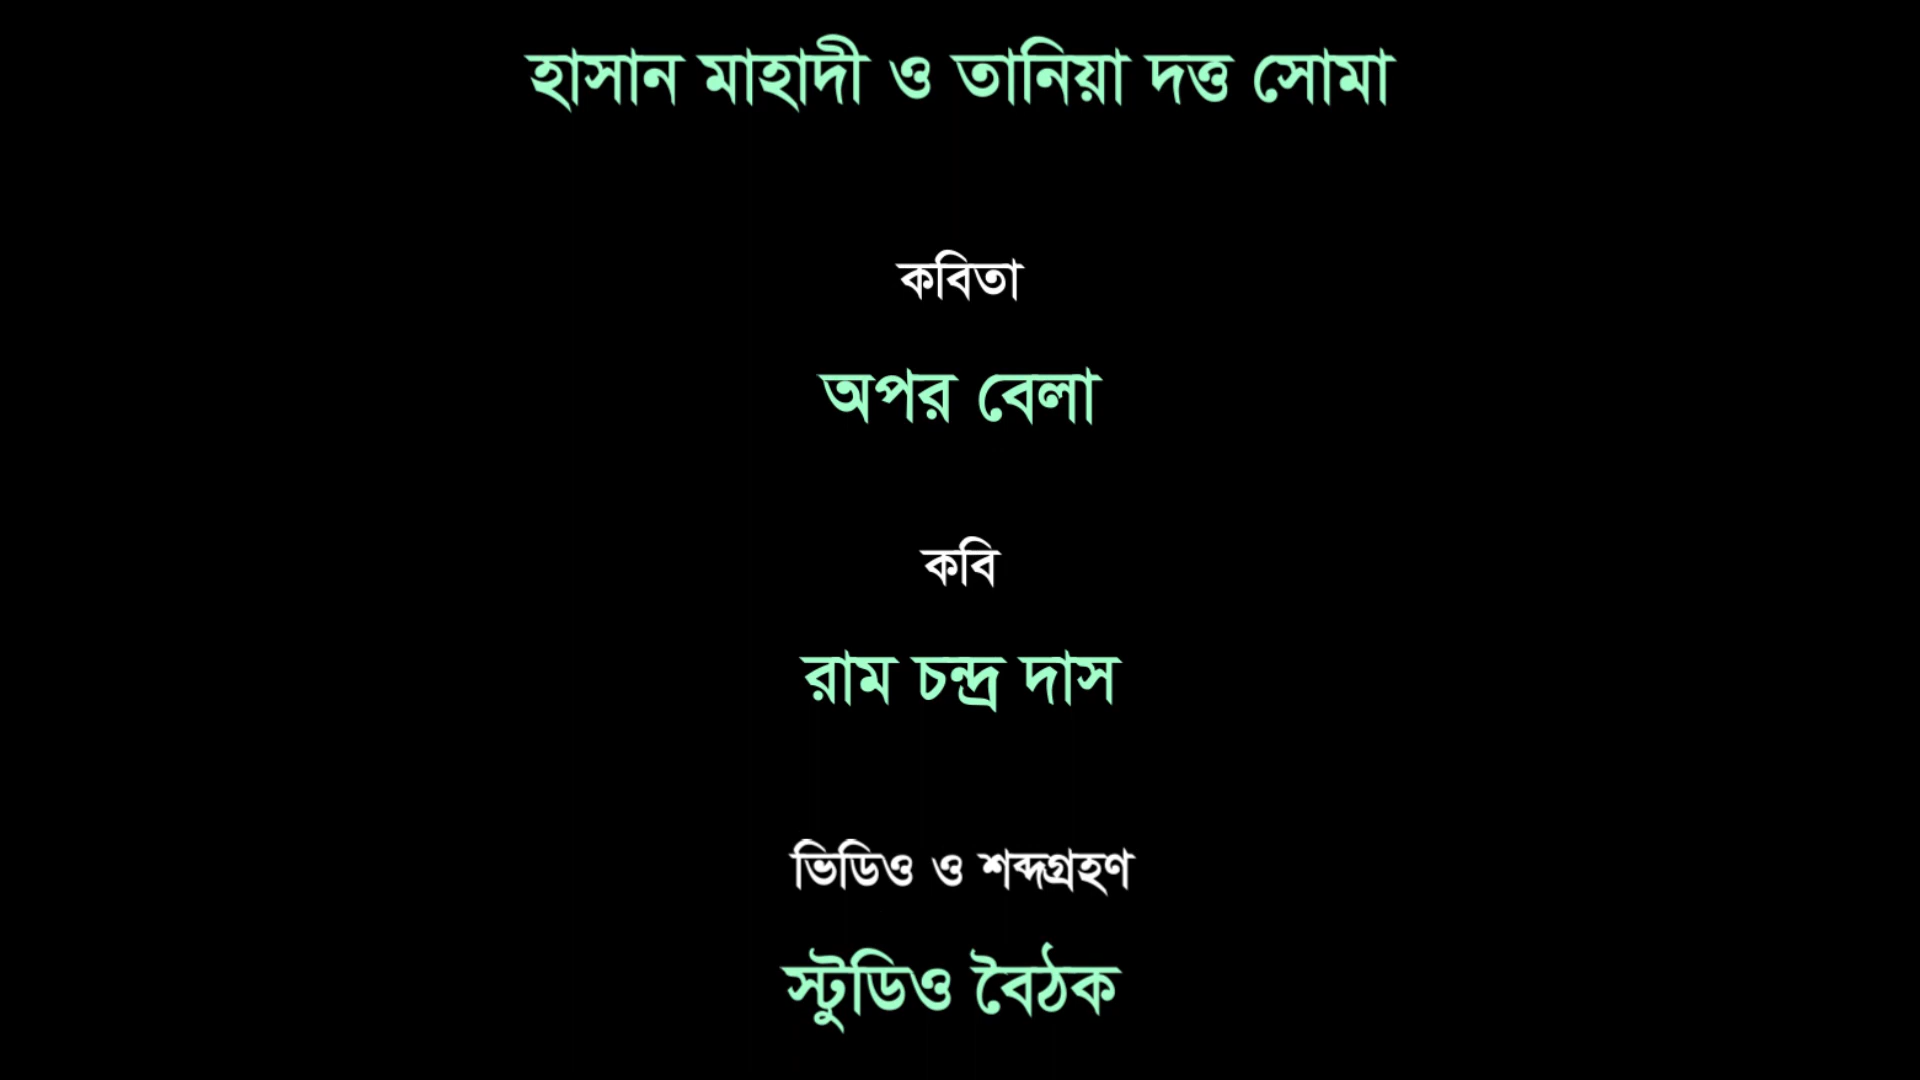 হাসান মাহাদী ও তানিয়া দত্ত সোমা
কবিতা
অপর বেলা
কবি
রাম চন্দ্র দাস
ভিডিও ও শব্দগ্রহণ
স্টুডিও বৈঠক